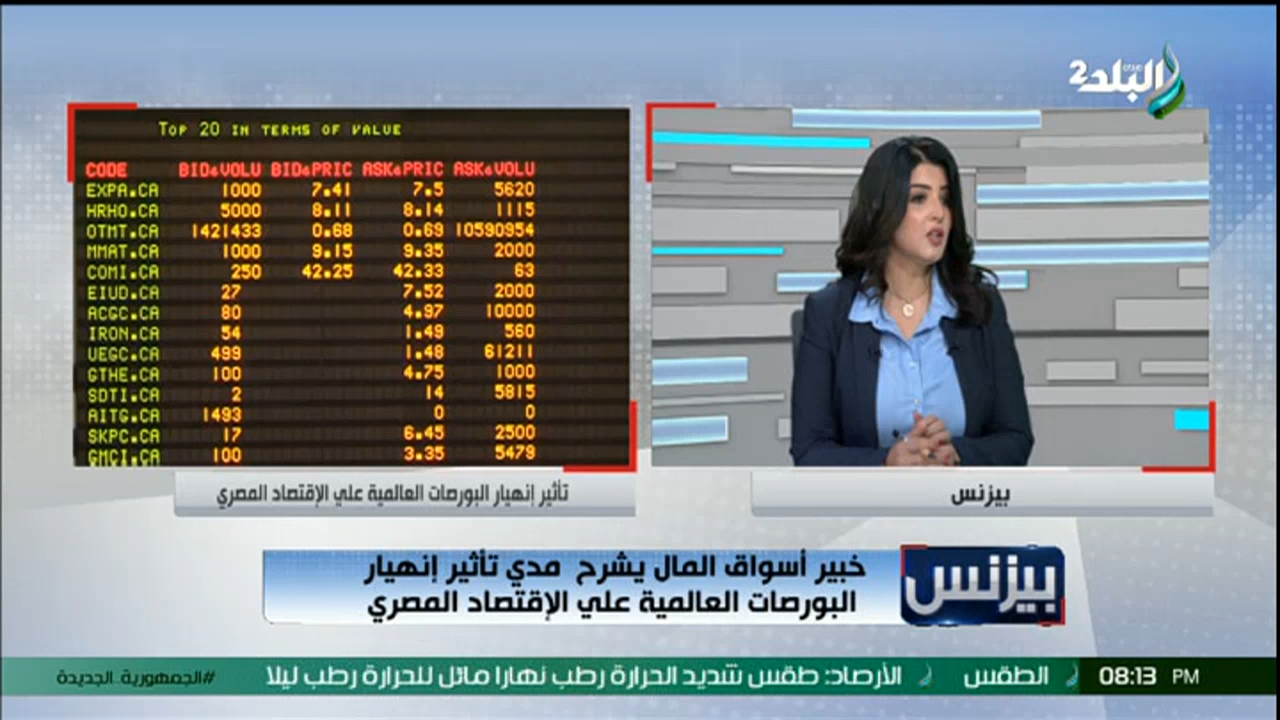 صدى
البلد 2
TOP 20 IN TERMS OF VALUE
CODE BID&VOLU BID&PRIC ASK&PRIC ASK&VOLU
EXPA.CA 1000 7.41 7.5 5620
HRHO.CA 5000 8.11 8.14 1115
OTMT.CA 1421433 0.68 0.69 10590954
MMAT.CA 1000 9.15 9.35 2000
COMI.CA 250 42.25 42.33 63
EIUD.CA 27 7.52 2000
ACGC.CA 80 4.97 10000
IRON.CA 54 1.49 560
UEGC.CA 499 1.48 61211
GTHE.CA 100 4.75 1000
SDTI.CA 2 14 5815
AITG.CA 1493 0 0
SKPC.CA 17 6.45 2500
GMCI.CA 100 3.35 5479
بيزنس
تأثير إنهيار البورصات العالمية علي الإقتصاد المصري
بيزنس
خبير أسواق المال يشرح مدي تأثير إنهيار
البورصات العالمية علي الإقتصاد المصري
08:13 PM الطقس الأرصاد: طقس شديد الحرارة رطب نهارا مائل للحرارة رطب ليلا #الجمهورية_الجديدة